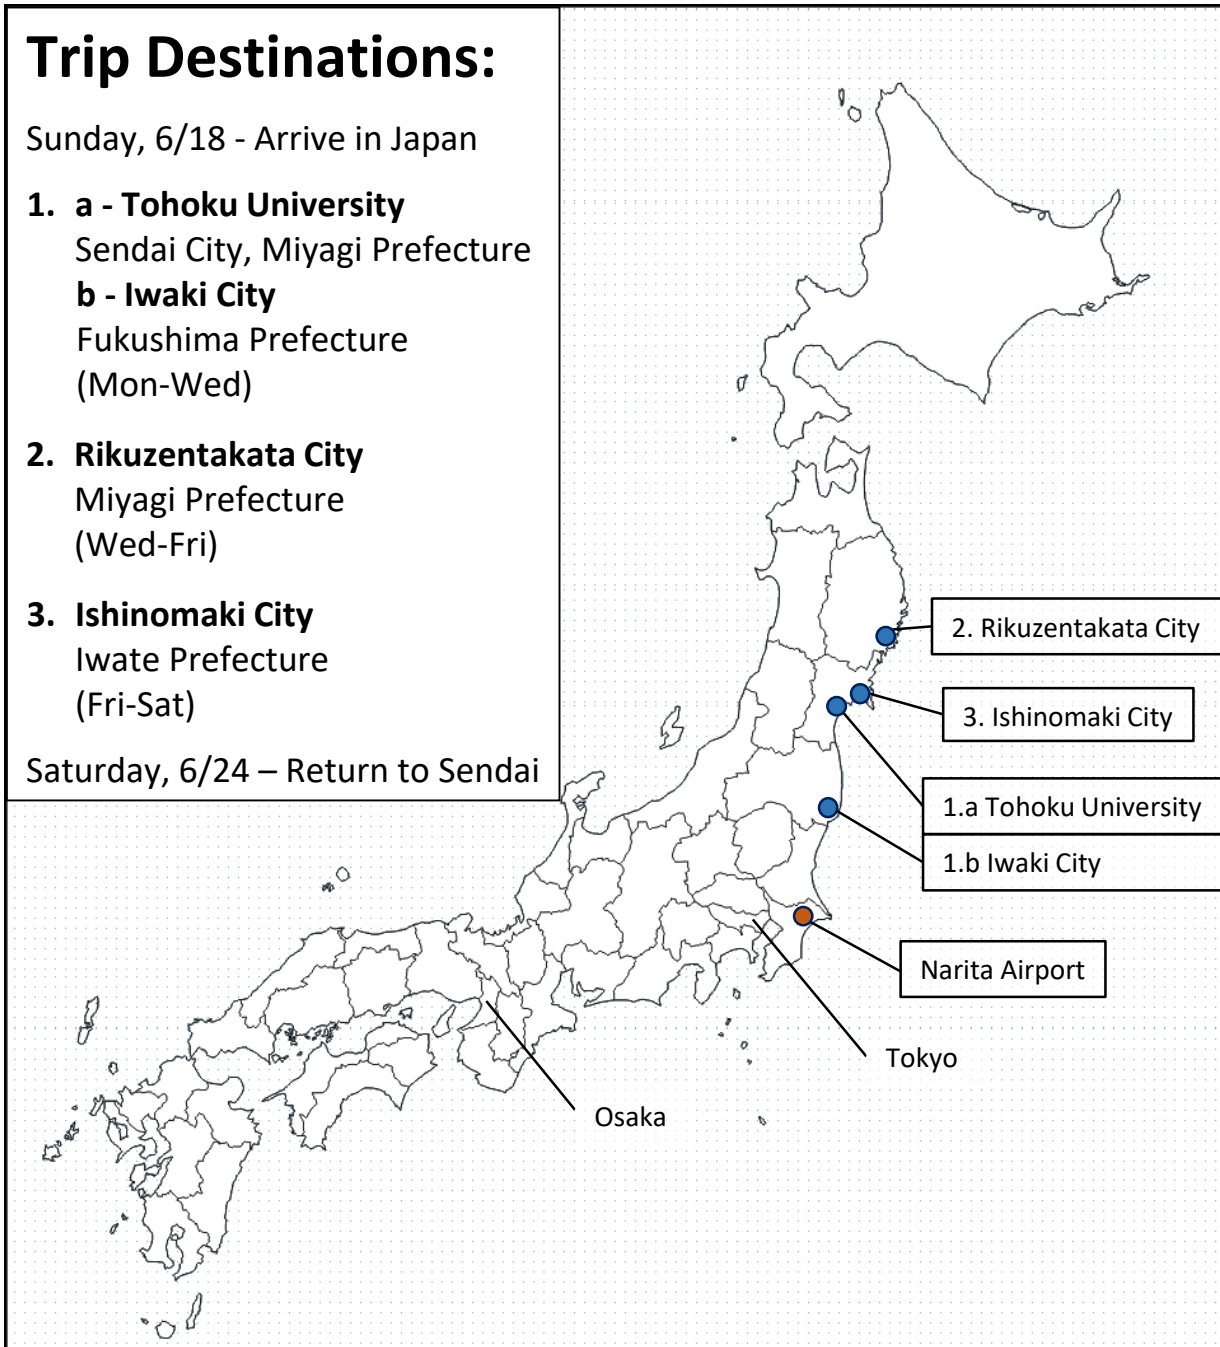 Trip Destinations:
Sunday, 6/18 - Arrive in Japan
1. a - Tohoku University
Sendai City, Miyagi Prefecture
b - Iwaki City
Fukushima Prefecture
(Mon-Wed)
2. Rikuzentakata City
Miyagi Prefecture
(Wed-Fri)
3. Ishinomaki City
Iwate Prefecture
(Fri-Sat)
Saturday, 6/24 – Return to Sendai
2. Rikuzentakata City
3. Ishinomaki City
1.a Tohoku University
1.b Iwaki City
Narita Airport
Tokyo
Osaka